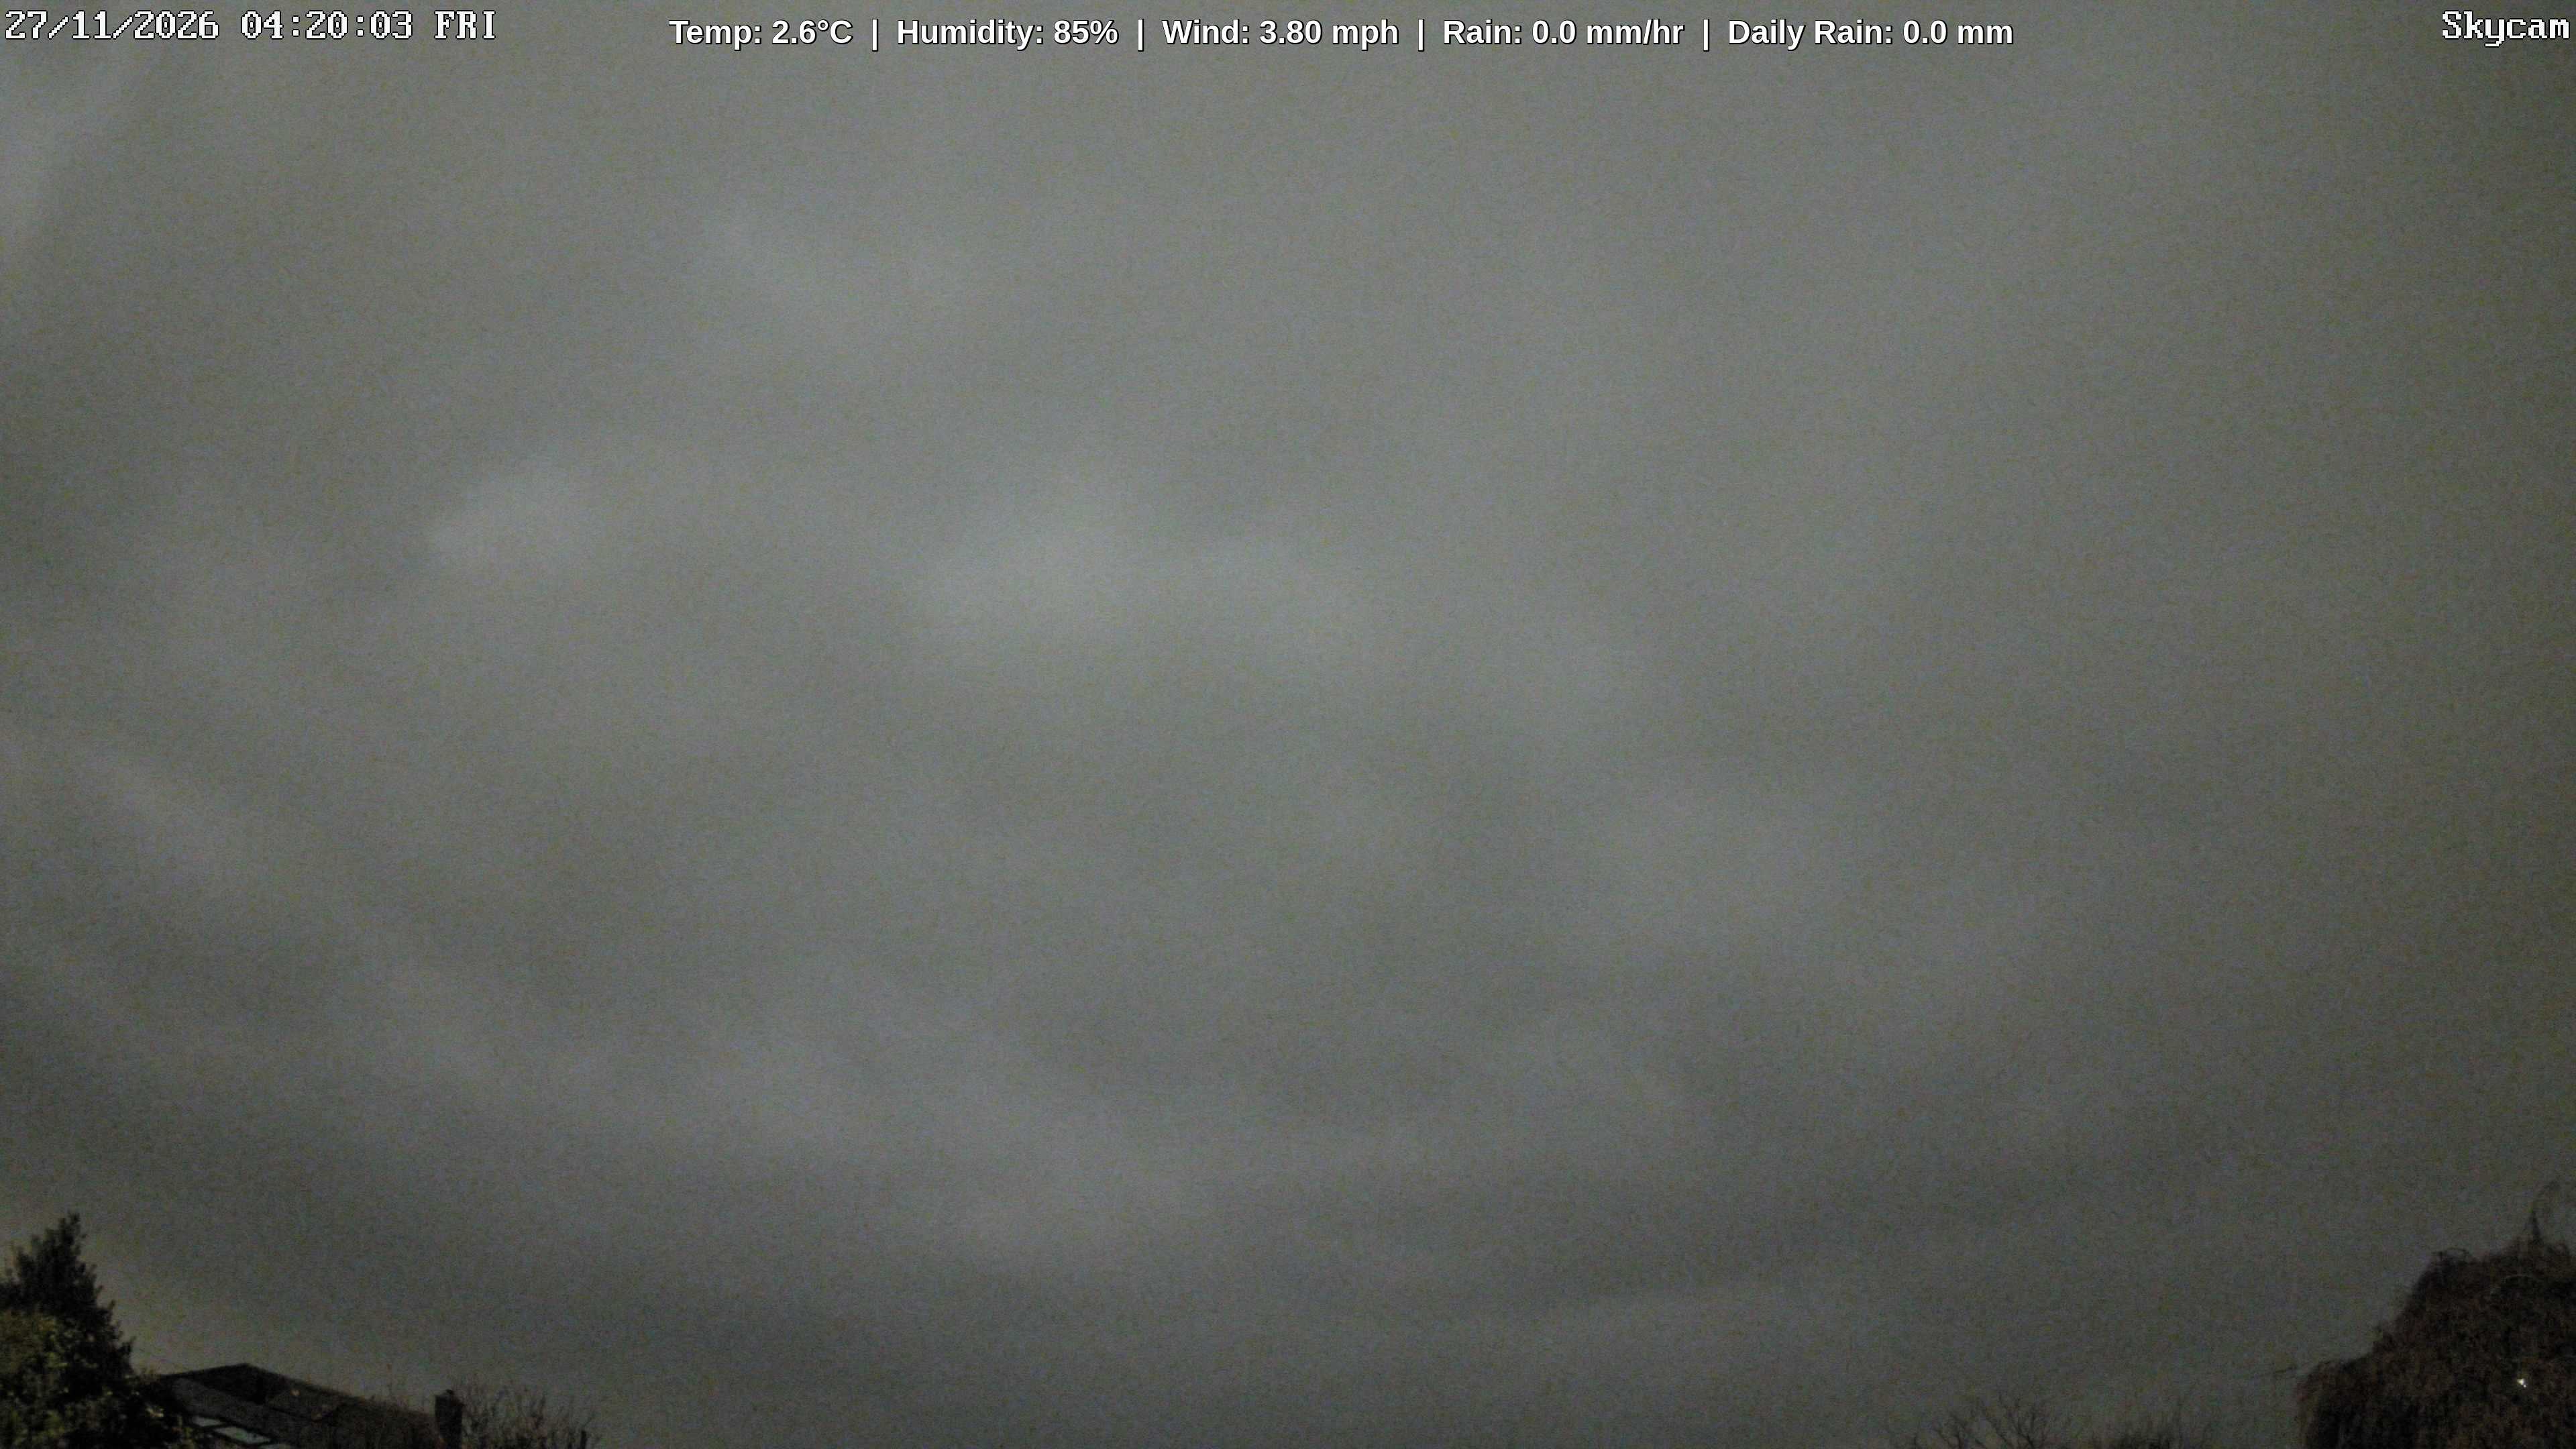 27/11/2026 04:20:03 FRI
Temp: 2.6°C | Humidity: 85% | Wind: 3.80 mph | Rain: 0.0 mm/hr | Daily Rain: 0.0 mm
Skycam